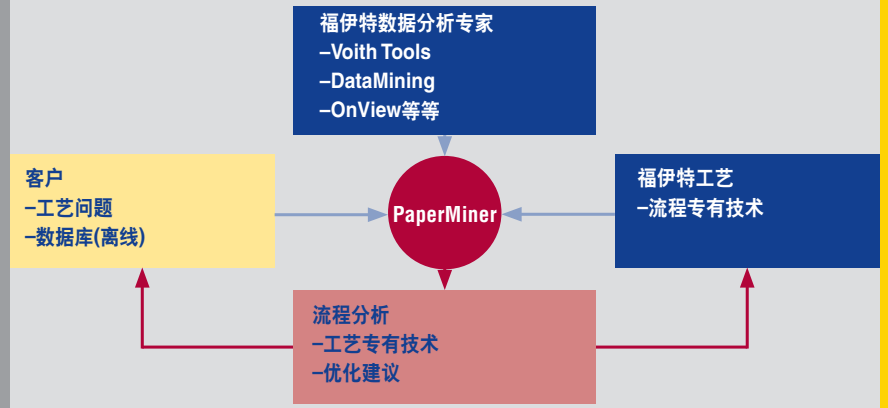 福伊特数据分析专家
–Voith Tools
–DataMining
–OnView等等
客户
–工艺问题
–数据库(离线)
PaperMiner
福伊特工艺
–流程专有技术
流程分析
–工艺专有技术
–优化建议